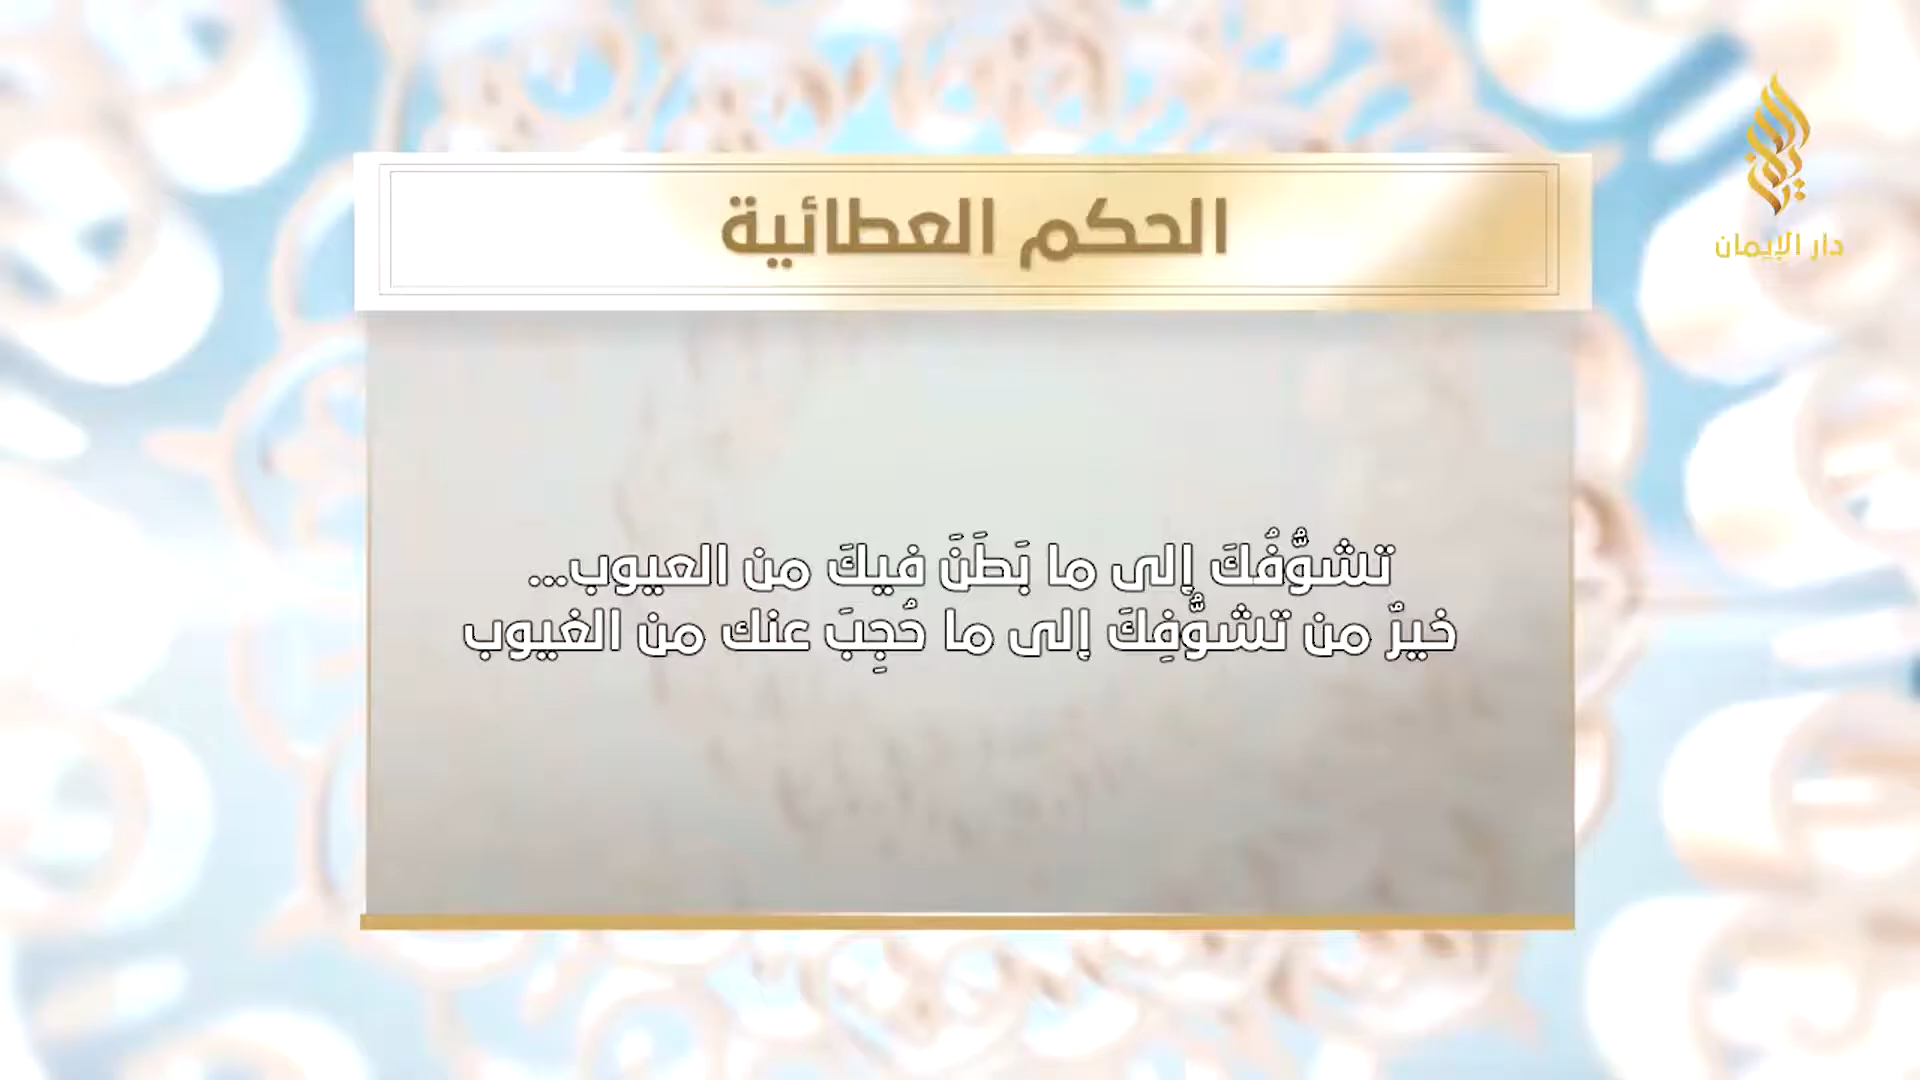 الحكم العطائية
دار الإيمان
تشوُّفُكَ إلى ما بَطَنَ فيكَ من العيوب...
خيرٌ من تشوُّفِكَ إلى ما حُجِبَ عنك من الغيوب